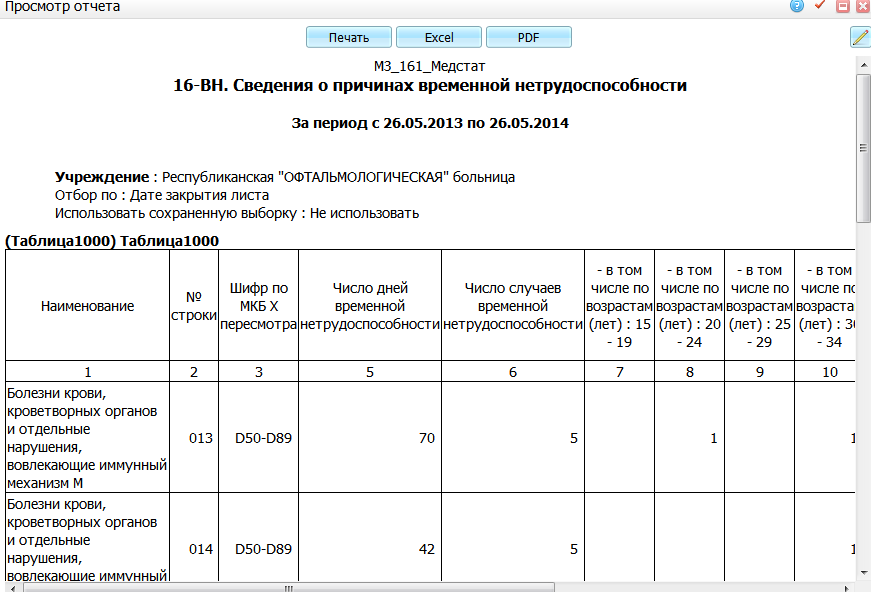 Просмотр отчета
Печать Excel PDF
МЗ_161_Медстат
16-ВН. Сведения о причинах временной нетрудоспособности
За период с 26.05.2013 по 26.05.2014
Учреждение : Республиканская "ОФТАЛЬМОЛОГИЧЕСКАЯ" больница
Отбор по : Дате закрытия листа
Использовать сохраненную выборку : Не использовать
(Таблица1000) Таблица1000
Наименование
№
строки
Шифр по
МКБ X
пересмотра
Число дней
временной
нетрудоспособности
Число случаев
временной
нетрудоспособности
- в том
числе по
возрастам
(лет) : 15
- 19
- в том
числе по
возрастам
(лет) : 20
- 24
- в том
числе по
возрастам
(лет) : 25
- 29
- в том
числе по
возраста
(лет) : 30
- 34
1 2 3 5 6 7 8 9 10
Болезни крови,
кроветворных органов
и отдельные
нарушения,
вовлекающие иммунный
механизм М
013 D50-D89 70 5 1 1
Болезни крови,
кроветворных органов
и отдельные
нарушения,
вовлекающие иммунный
014 D50-D89 42 5 1